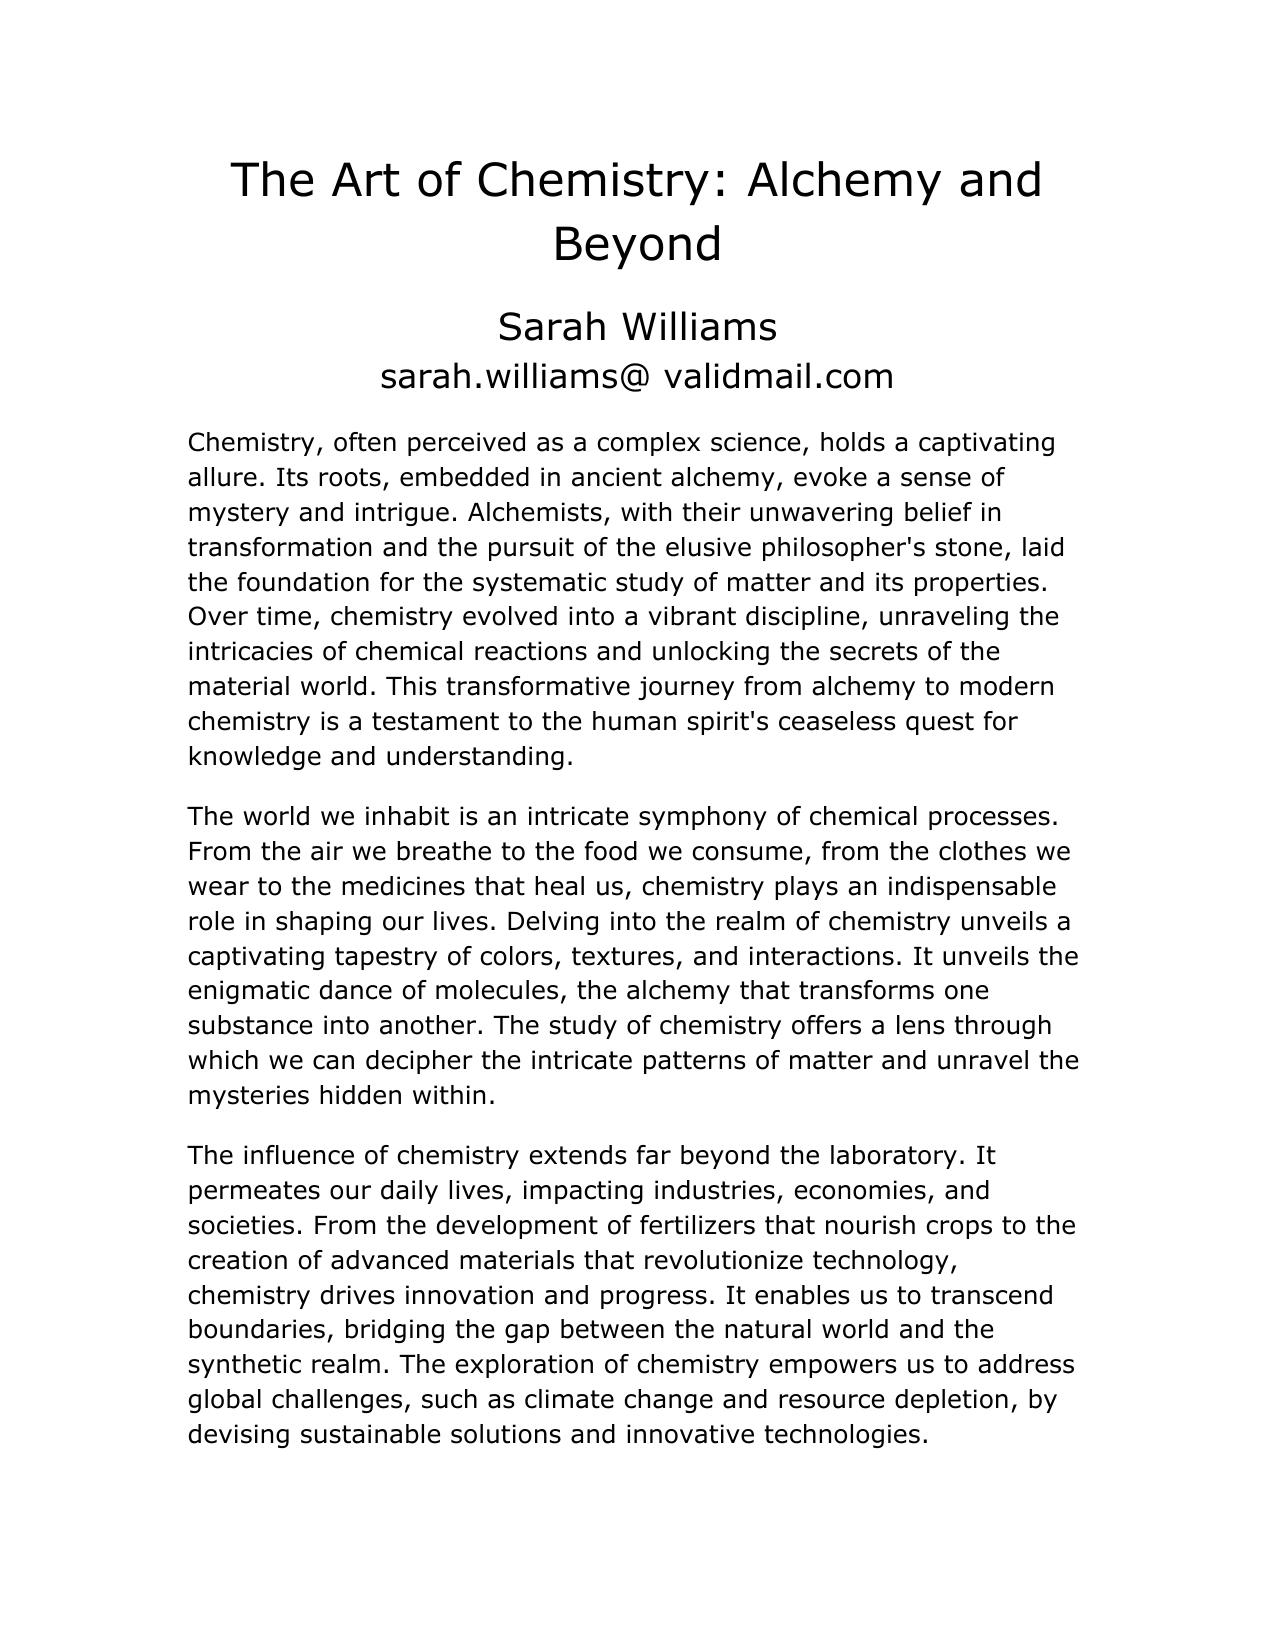 The Art of Chemistry: Alchemy and
Beyond
Sarah Williams
sarah.williams@ validmail.com
Chemistry, often perceived as a complex science, holds a captivating
allure. Its roots, embedded in ancient alchemy, evoke a sense of
mystery and intrigue. Alchemists, with their unwavering belief in
transformation and the pursuit of the elusive philosopher's stone, laid
the foundation for the systematic study of matter and its properties.
Over time, chemistry evolved into a vibrant discipline, unraveling the
intricacies of chemical reactions and unlocking the secrets of the
material world. This transformative journey from alchemy to modern
chemistry is a testament to the human spirit's ceaseless quest for
knowledge and understanding.
The world we inhabit is an intricate symphony of chemical processes.
From the air we breathe to the food we consume, from the clothes we
wear to the medicines that heal us, chemistry plays an indispensable
role in shaping our lives. Delving into the realm of chemistry unveils a
captivating tapestry of colors, textures, and interactions. It unveils the
enigmatic dance of molecules, the alchemy that transforms one
substance into another. The study of chemistry offers a lens through
which we can decipher the intricate patterns of matter and unravel the
mysteries hidden within.
The influence of chemistry extends far beyond the laboratory. It
permeates our daily lives, impacting industries, economies, and
societies. From the development of fertilizers that nourish crops to the
creation of advanced materials that revolutionize technology,
chemistry drives innovation and progress. It enables us to transcend
boundaries, bridging the gap between the natural world and the
synthetic realm. The exploration of chemistry empowers us to address
global challenges, such as climate change and resource depletion, by
devising sustainable solutions and innovative technologies.